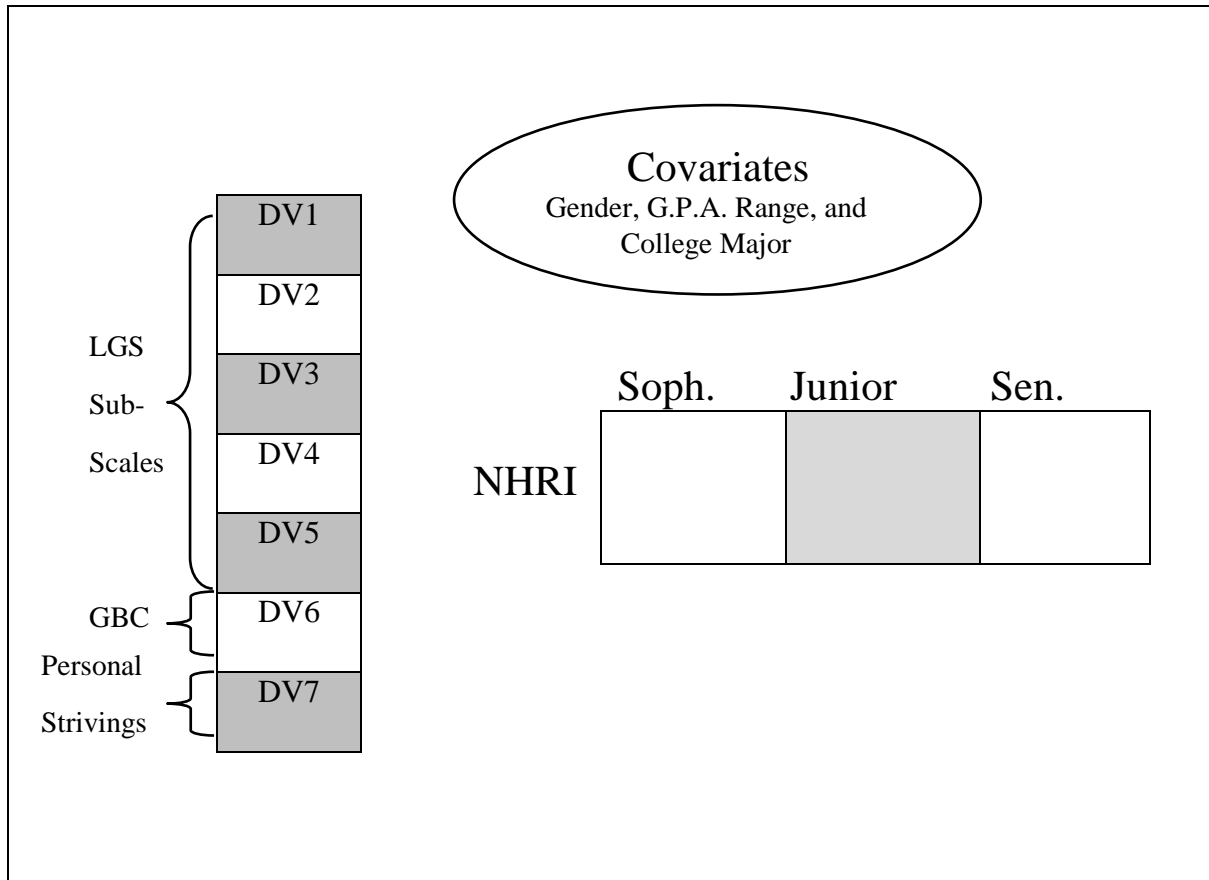 Covariates
Gender, G.P.A. Range, and
College Major
DV1
DV2
DV3
DV4
DV5
DV6
DV7
LGS
Sub-
Scales
GBC
Personal
Strivings
Soph. Junior Sen.
NHRI